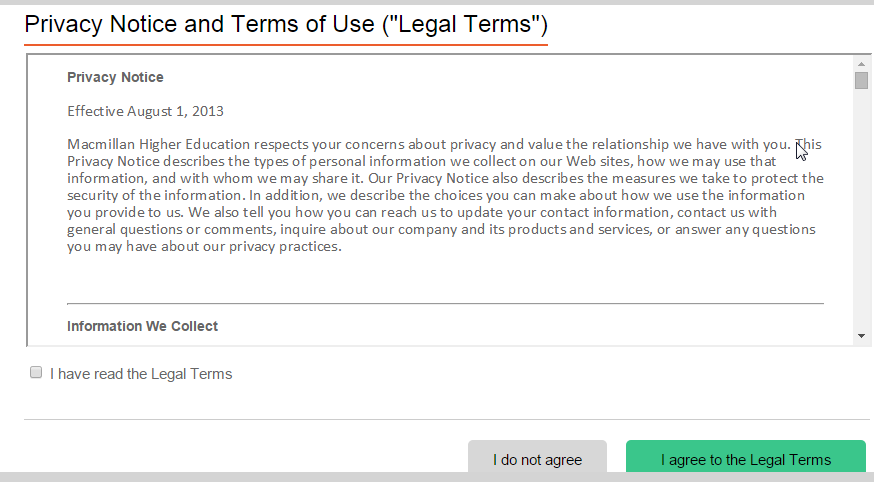 Privacy Notice and Terms of Use ("Legal Terms")
Privacy Notice
Effective August 1, 2013
Macmillan Higher Education respects your concerns about privacy and value the relationship we have with you. This
Privacy Notice describes the types of personal information we collect on our Web sites, how we may use that
information, and with whom we may share it. Our Privacy Notice also describes the measures we take to protect the
security of the information. In addition, we describe the choices you can make about how we use the information
you provide to us. We also tell you how you can reach us to update your contact information, contact us with
general questions or comments, inquire about our company and its products and services, or answer any questions
you may have about our privacy practices.
Information We Collect
I have read the Legal Terms
I do not agree
I agree to the Legal Terms